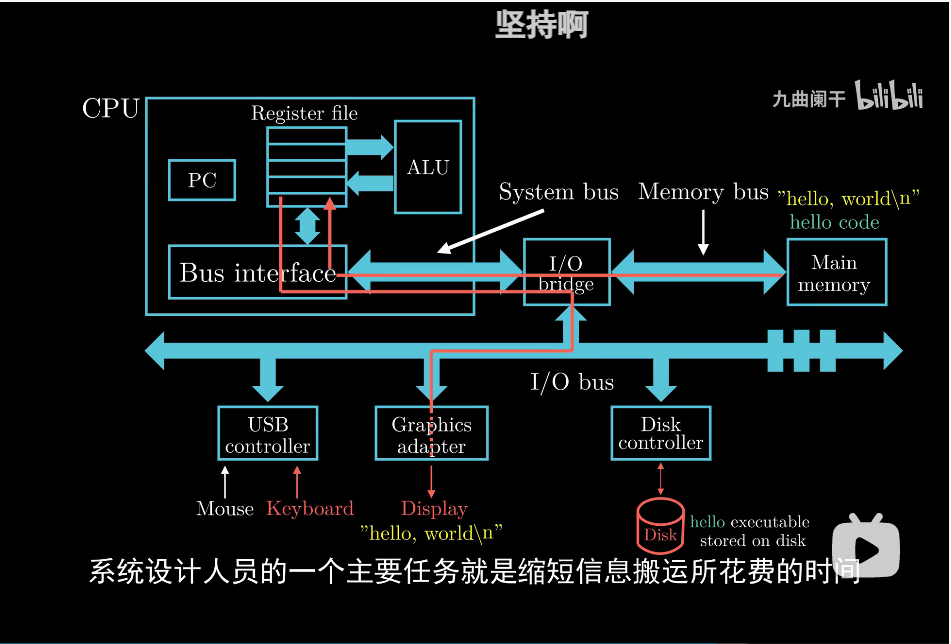 坚持啊
九曲阑干 bilibili
CPU
Register file
PC
ALU
System bus
Memory bus
"hello, world\n"
hello code
Bus interface
I/O
bridge
Main
memory
I/O bus
USB
controller
Graphics
adapter
Disk
controller
Mouse
Keyboard
Display
"hello, world\n"
Disk
hello executable
stored on disk
系统设计人员的一个主要任务就是缩短信息搬运所花费的时间